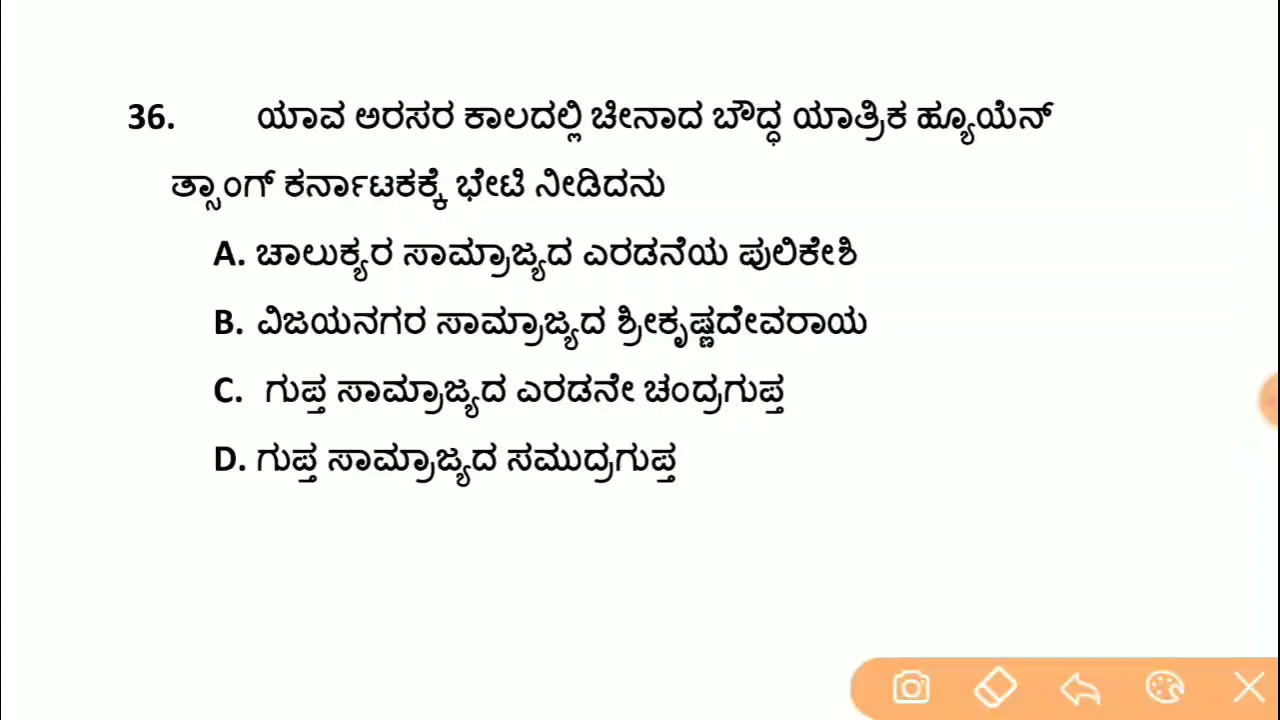 36. ಯಾವ ಅರಸರ ಕಾಲದಲ್ಲಿ ಚೀನಾದ ಬೌದ್ಧ ಯಾತ್ರಿಕ ಹ್ಯೂಯೆನ್
ತ್ಸಾಂಗ್ ಕರ್ನಾಟಕಕ್ಕೆ ಭೇಟಿ ನೀಡಿದನು
A. ಚಾಲುಕ್ಯರ ಸಾಮ್ರಾಜ್ಯದ ಎರಡನೆಯ ಪುಲಿಕೇಶಿ
B. ವಿಜಯನಗರ ಸಾಮ್ರಾಜ್ಯದ ಶ್ರೀಕೃಷ್ಣದೇವರಾಯ
C. ಗುಪ್ತ ಸಾಮ್ರಾಜ್ಯದ ಎರಡನೇ ಚಂದ್ರಗುಪ್ತ
D. ಗುಪ್ತ ಸಾಮ್ರಾಜ್ಯದ ಸಮುದ್ರಗುಪ್ತ